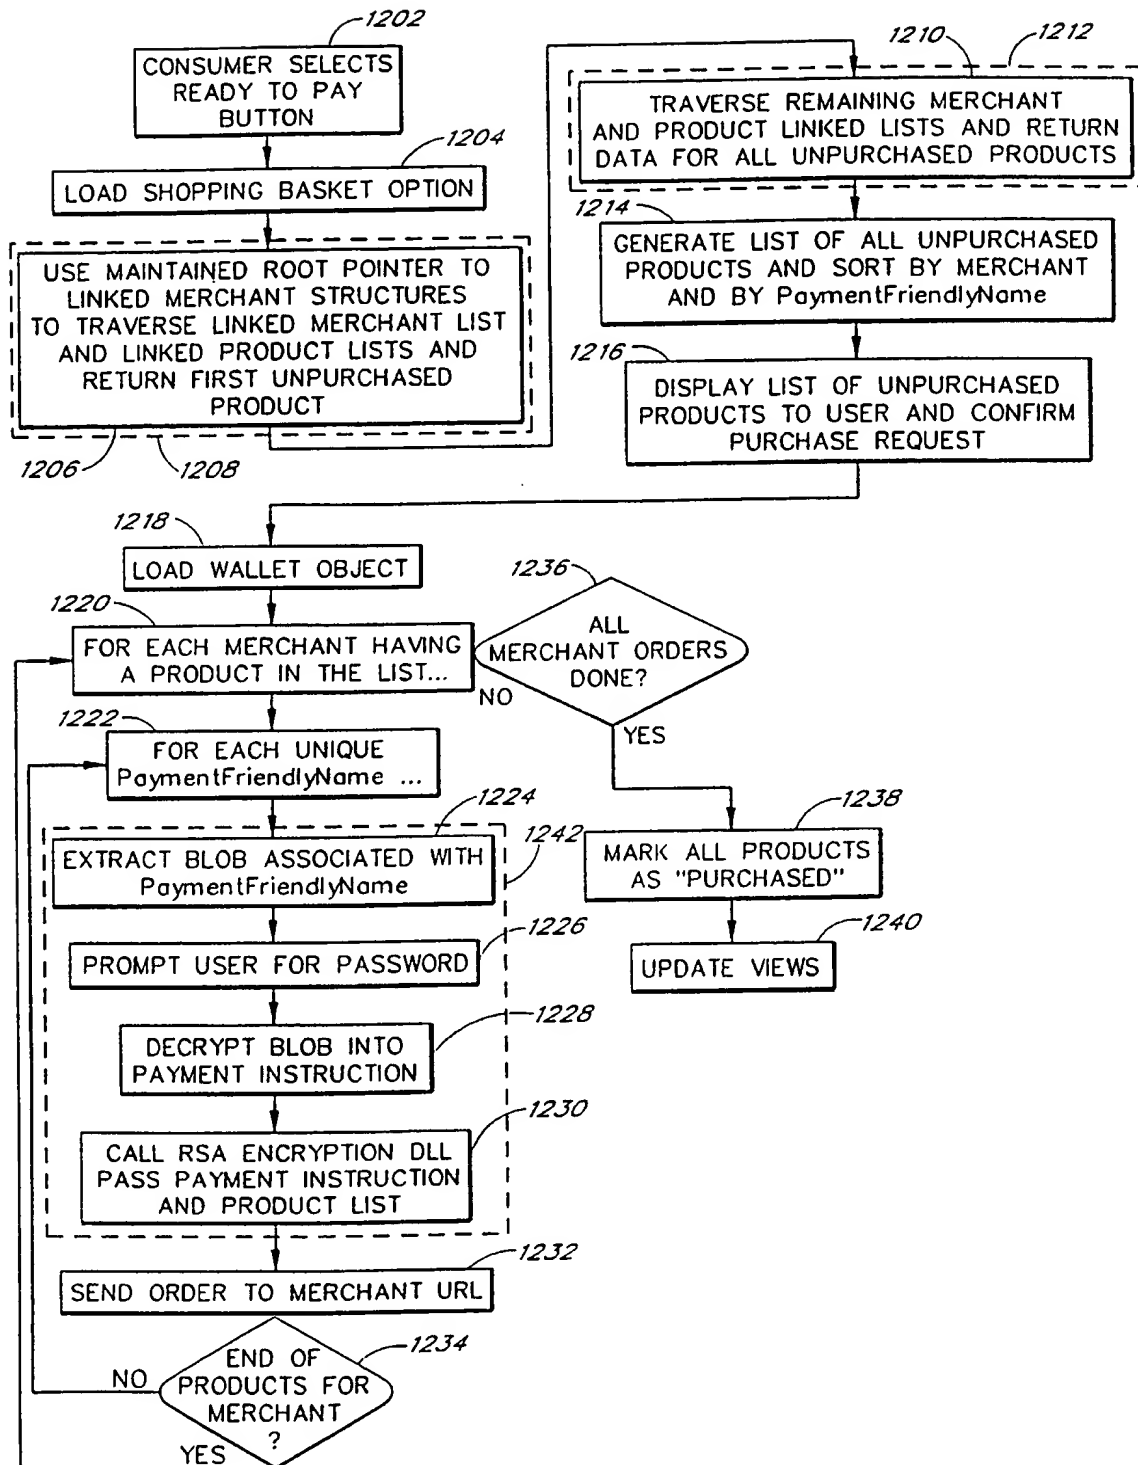 1202
CONSUMER SELECTS
READY TO PAY
BUTTON
1204
LOAD SHOPPING BASKET OPTION
USE MAINTAINED ROOT POINTER TO
LINKED MERCHANT STRUCTURES
TO TRAVERSE LINKED MERCHANT LIST
AND LINKED PRODUCT LISTS AND
RETURN FIRST UNPURCHASED
PRODUCT
1206
1208
1210
1212
TRAVERSE REMAINING MERCHANT
AND PRODUCT LINKED LISTS AND RETURN
DATA FOR ALL UNPURCHASED PRODUCTS
1214
GENERATE LIST OF ALL UNPURCHASED
PRODUCTS AND SORT BY MERCHANT
AND BY PaymentFriendlyName
1216
DISPLAY LIST OF UNPURCHASED
PRODUCTS TO USER AND CONFIRM
PURCHASE REQUEST
1218
LOAD WALLET OBJECT
1220
FOR EACH MERCHANT HAVING
A PRODUCT IN THE LIST...
1222
FOR EACH UNIQUE
PaymentFriendlyName ...
1224
1242
EXTRACT BLOB ASSOCIATED WITH
PaymentFriendlyName
1226
PROMPT USER FOR PASSWORD
1228
DECRYPT BLOB INTO
PAYMENT INSTRUCTION
1230
CALL RSA ENCRYPTION DLL
PASS PAYMENT INSTRUCTION
AND PRODUCT LIST
1232
SEND ORDER TO MERCHANT URL
1234
END OF
PRODUCTS FOR
MERCHANT
?
NO
YES
1236
ALL
MERCHANT ORDERS
DONE?
NO
YES
1238
MARK ALL PRODUCTS
AS "PURCHASED"
1240
UPDATE VIEWS